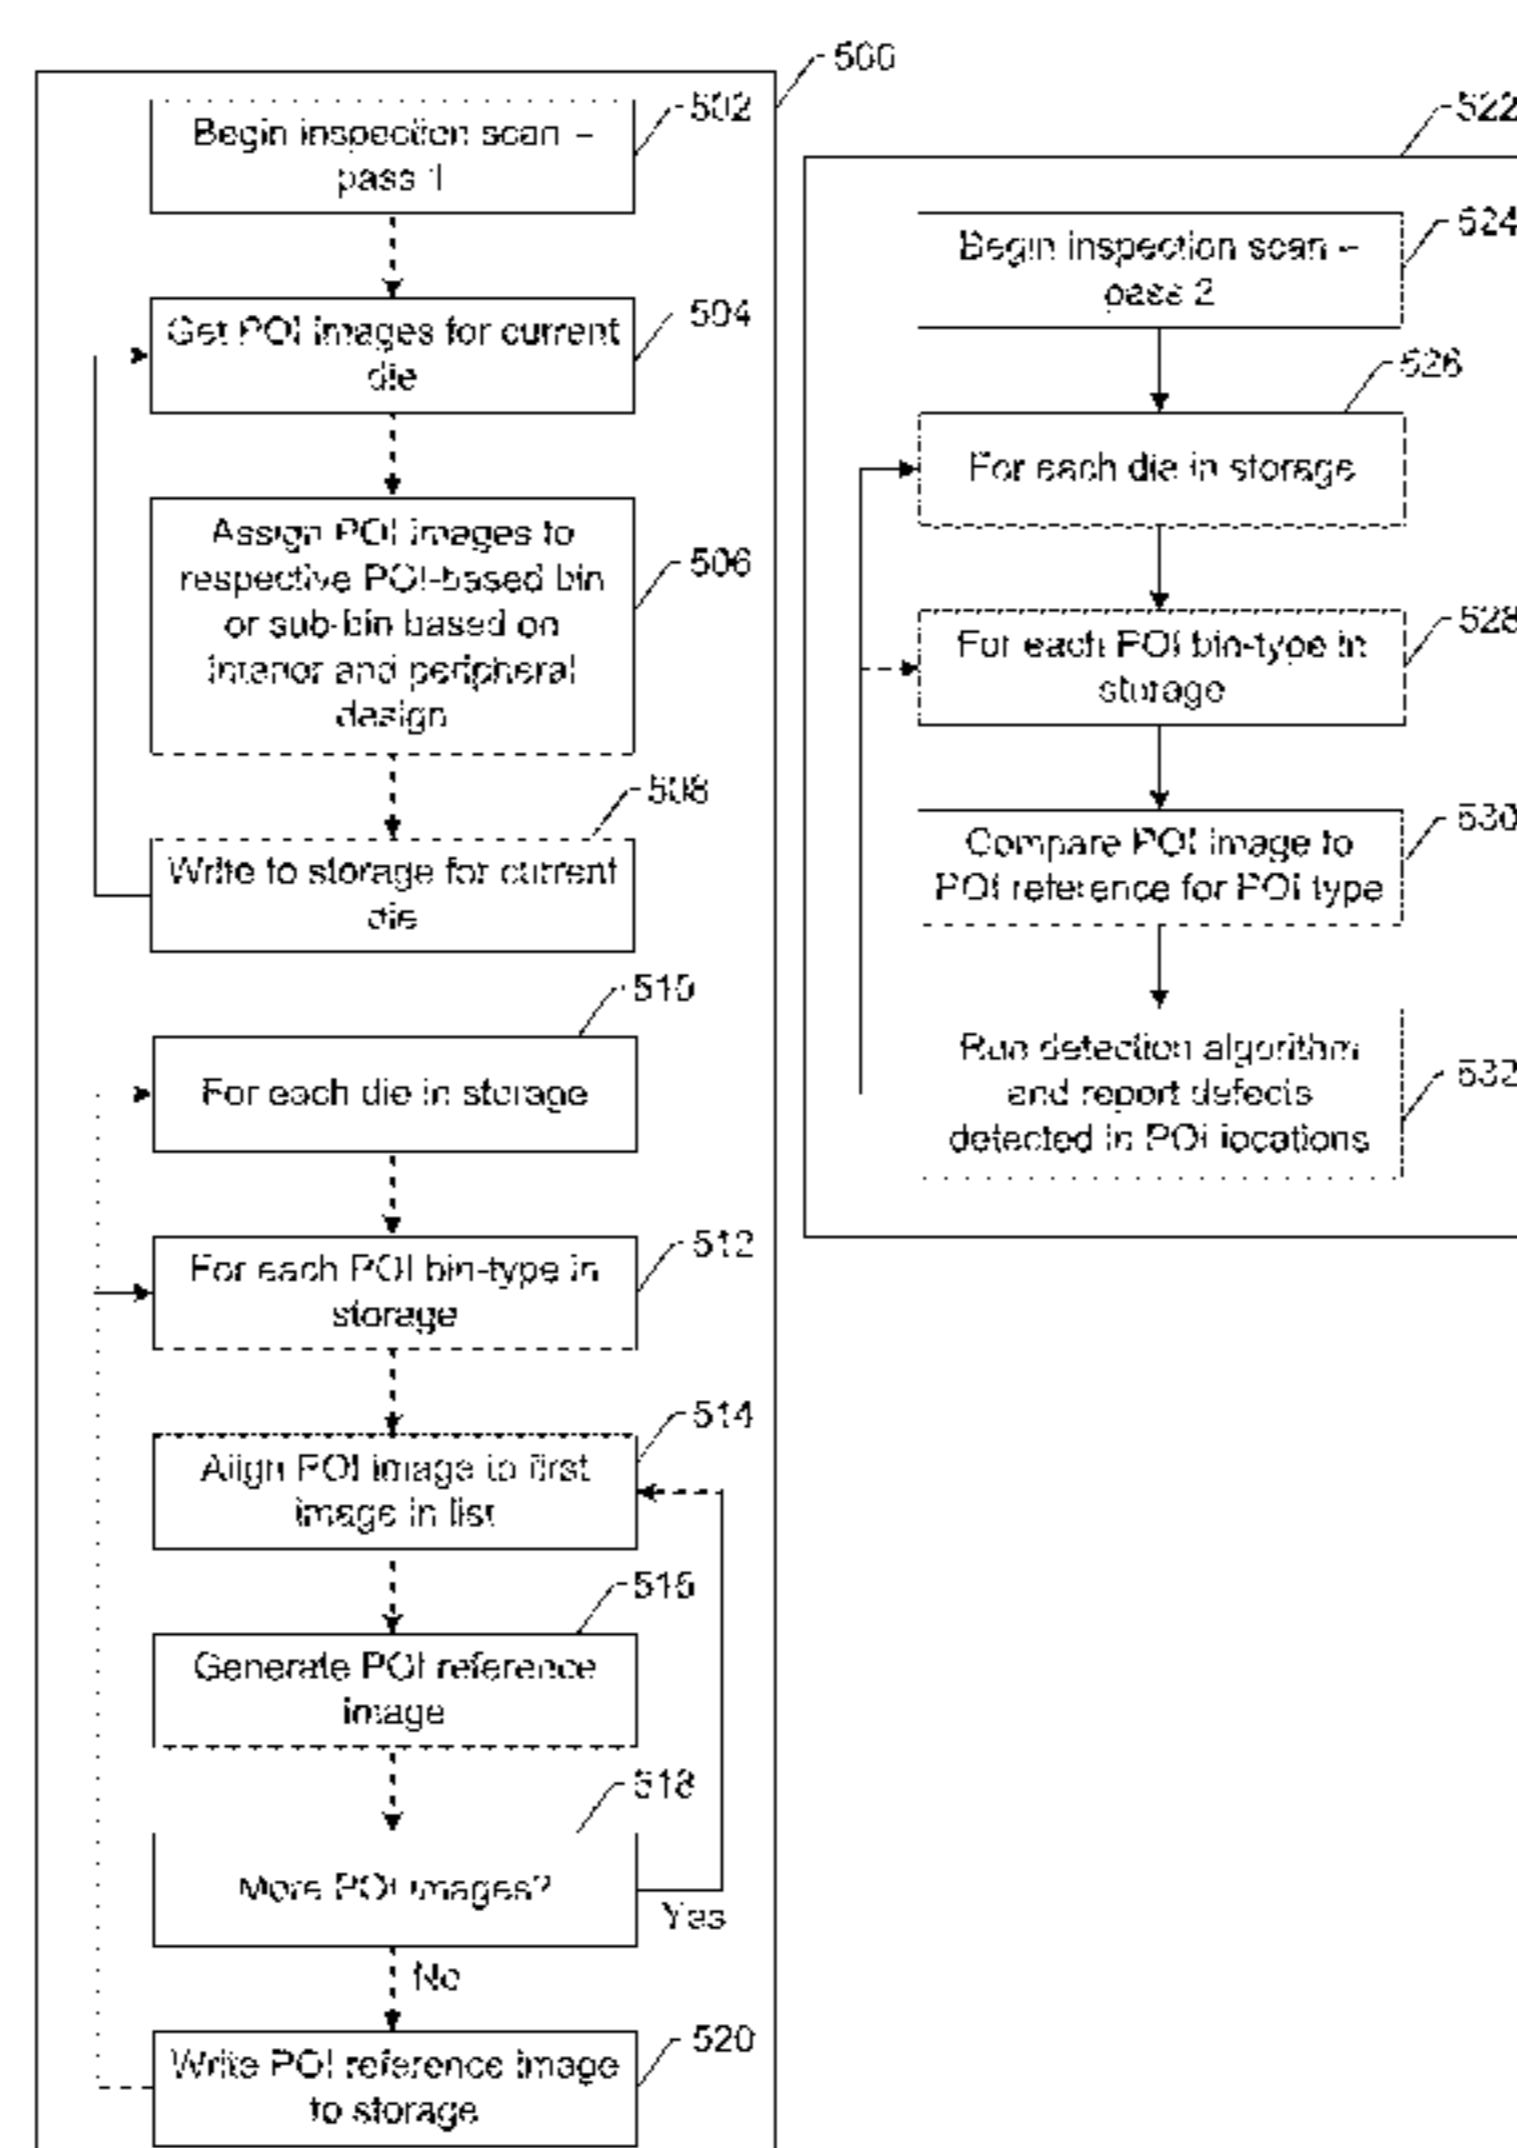 500
502
Begin inspection scan –
pass 1
504
Get POI images for current
die
506
Assign POI images to
respective POI-based bin
or sub-bin based on
interior and peripheral
design
508
Write to storage for current
die
510
For each die in storage
512
For each POI bin-type in
storage
514
Align POI image to first
image in list
516
Generate POI reference
image
518
More POI images?
Yes
No
520
Write POI reference image
to storage
522
524
Begin inspection scan –
pass 2
526
For each die in storage
528
For each POI bin-type in
storage
530
Compare POI image to
POI reference for POI type
532
Run detection algorithm
and report defects
detected in POI locations